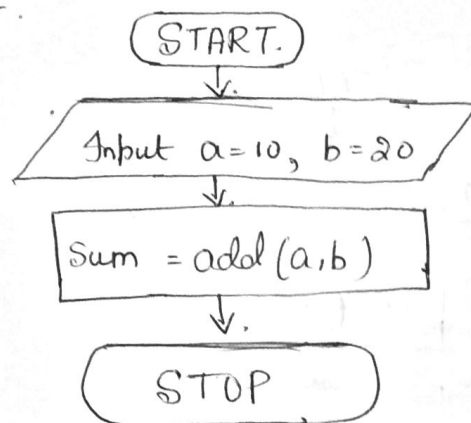 START.
Input a=10, b=20
Sum = add(a,b)
STOP